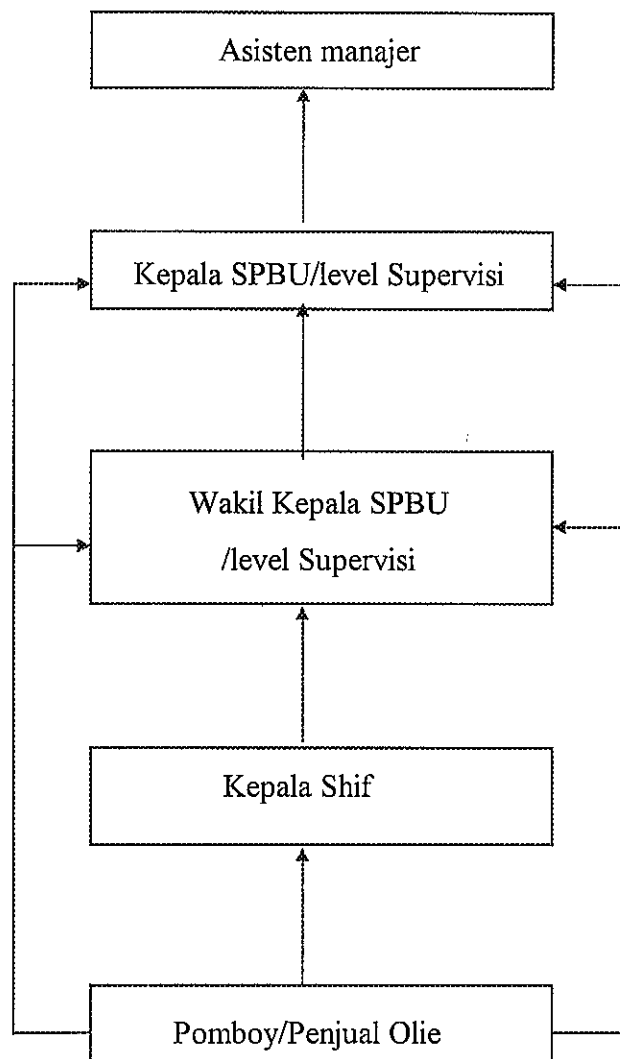 Asisten manajer
Kepala SPBU/level Supervisi
Wakil Kepala SPBU
/level Supervisi
Kepala Shif
Pomboy/Penjual Olie